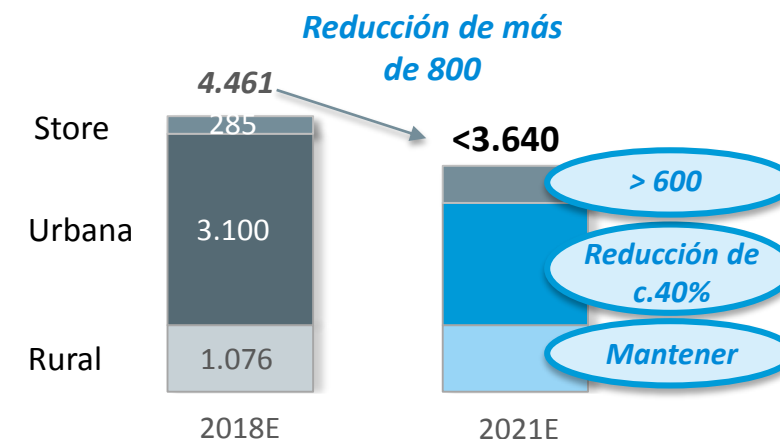 Reducción de más
de 800
4.461
<3.640
Store
285
> 600
Urbana
3.100
Reducción de
c.40%
Rural
1.076
Mantener
2018E
2021E